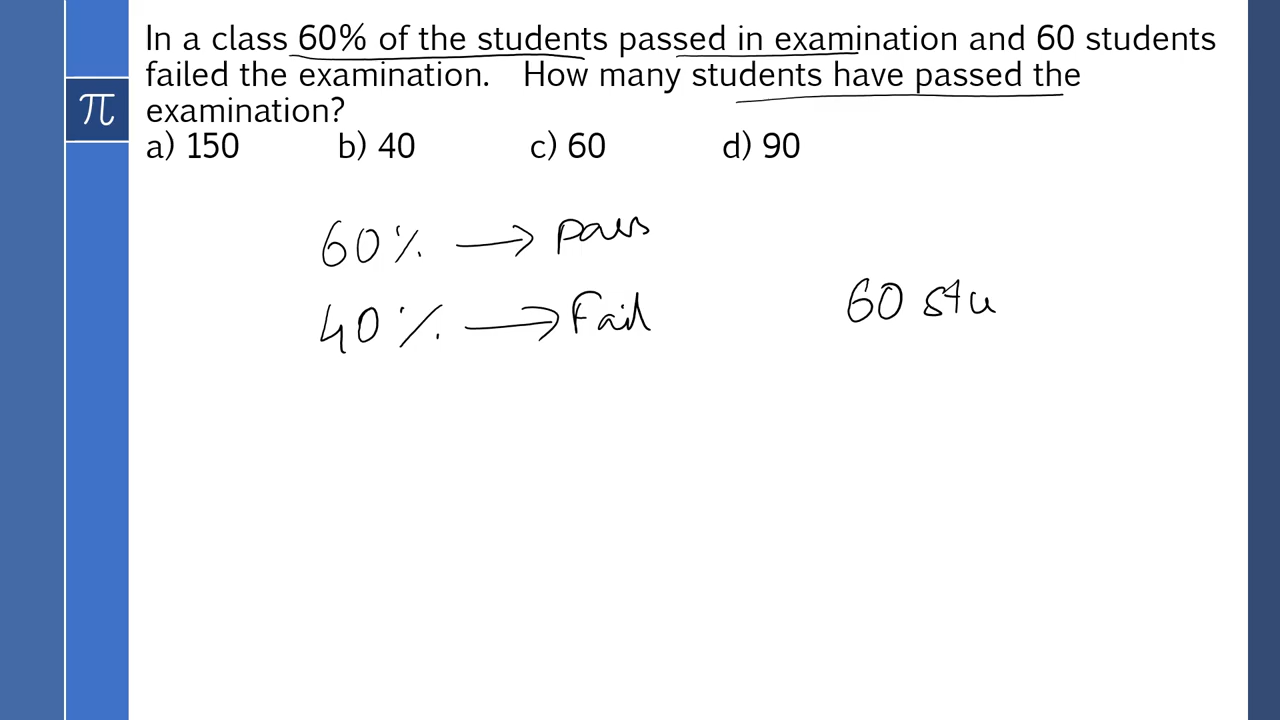 In a class 60% of the students passed in examination and 60 students
failed the examination. How many students have passed the
π
examination?
a) 150 b) 40 c) 60 d) 90
60% → pass
40% → Fail 60 stu